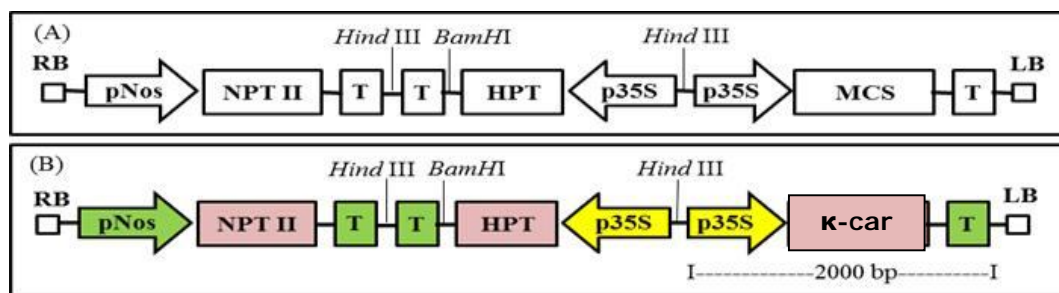 (A)
Hind III BamHI Hind III
RB LB
pNos NPT II T T HPT p35S p35S MCS T
(B)
Hind III BamHI Hind III
RB LB
pNos NPT II T T HPT p35S p35S κ-car T
I-------------2000 bp----------I